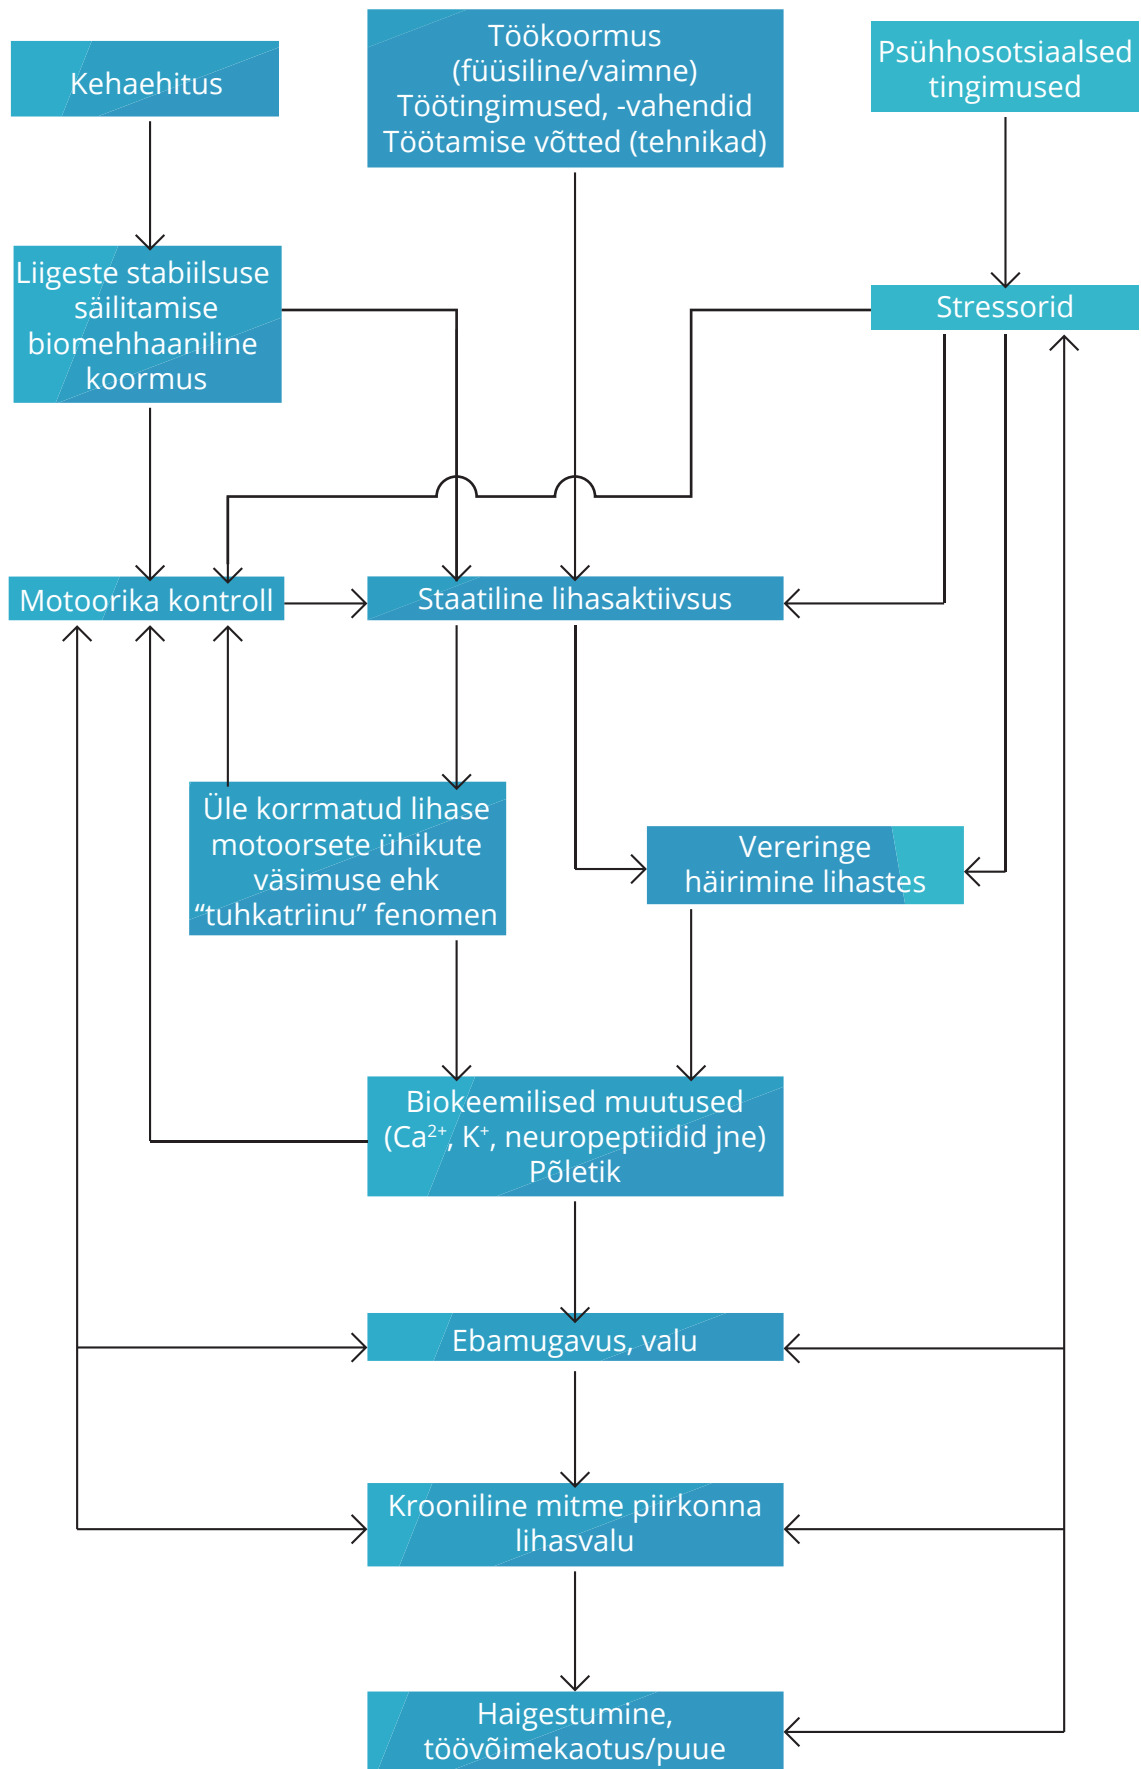 Kehaehitus
Töökoormus
(füüsiline/vaimne)
Töötingimused, -vahendid
Töötamise võtted (tehnikad)
Psühhosotsiaalsed
tingimused
Liigeste stabiilsuse
säilitamise
biomehhaaniline
koormus
Stressorid
Motoorika kontroll
Staatiline lihasaktiivsus
Üle korrmatud lihase
motoorsete ühikute
väsimuse ehk
“tuhkatriinu” fenomen
Vereringe
häirimine lihastes
Biokeemilised muutused
(Ca²⁺, K⁺, neuropeptiidid jne)
Põletik
Ebamugavus, valu
Krooniline mitme piirkonna
lihasvalu
Haigestumine,
töövõimekaotus/puue